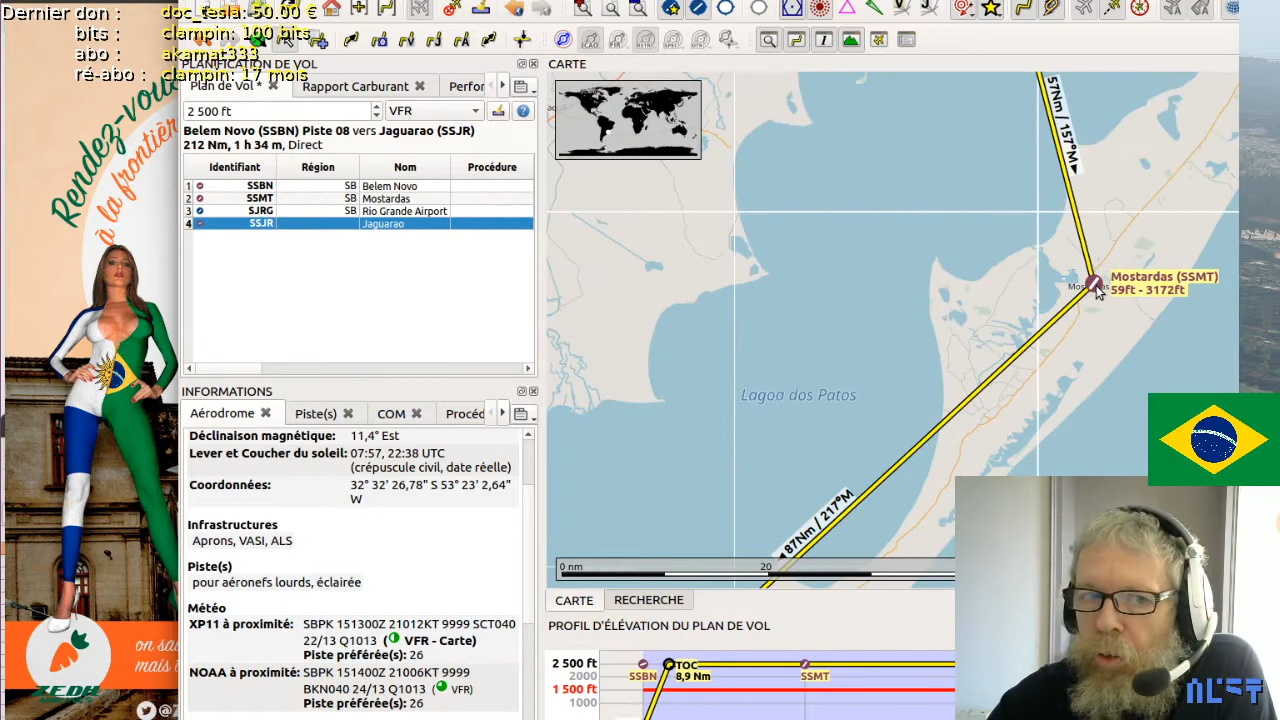 Dernier don : doc_tesla: 50.00 €
bits : clampin: 100 bits
abo : akamat333
ré-abo : clampin: 17 mois
Rendez-vous
à la frontièr
on sa
mais
ZEDH
PLANIFICATION DE VOL
Plan de Vol * Rapport Carburant Perfor
2 500 ft VFR
Belem Novo (SSBN) Piste 08 vers Jaguarao (SSJR)
212 Nm, 1 h 34 m, Direct
Identifiant Région Nom Procédure
1 SSBN SB Belem Novo
2 SSMT SB Mostardas
3 SJRG SB Rio Grande Airport
4 SSJR Jaguarao
INFORMATIONS
Aérodrome Piste(s) COM Procéd
Déclinaison magnétique: 11,4° Est
Lever et Coucher du soleil: 07:57, 22:38 UTC
(crépuscule civil, date réelle)
Coordonnées: 32° 32' 26,78" S 53° 23' 2,64"
W
Infrastructures
Aprons, VASI, ALS
Piste(s)
pour aéronefs lourds, éclairée
Météo
XP11 à proximité: SBPK 151300Z 21012KT 9999 SCT040
22/13 Q1013 ( VFR - Carte)
Piste préférée(s): 26
NOAA à proximité: SBPK 151400Z 21006KT 9999
BKN040 24/13 Q1013 ( VFR)
Piste préférée(s): 26
CARTE
57Nm / 157°M
Mostardas (SSMT)
59ft - 3172ft
Lagoa dos Patos
87Nm / 217°M
0 nm 20
CARTE RECHERCHE
PROFIL D'ÉLÉVATION DU PLAN DE VOL
2 500 ft
2000
1 500 ft
1000
TOC
8,9 Nm
SSBN
SSMT